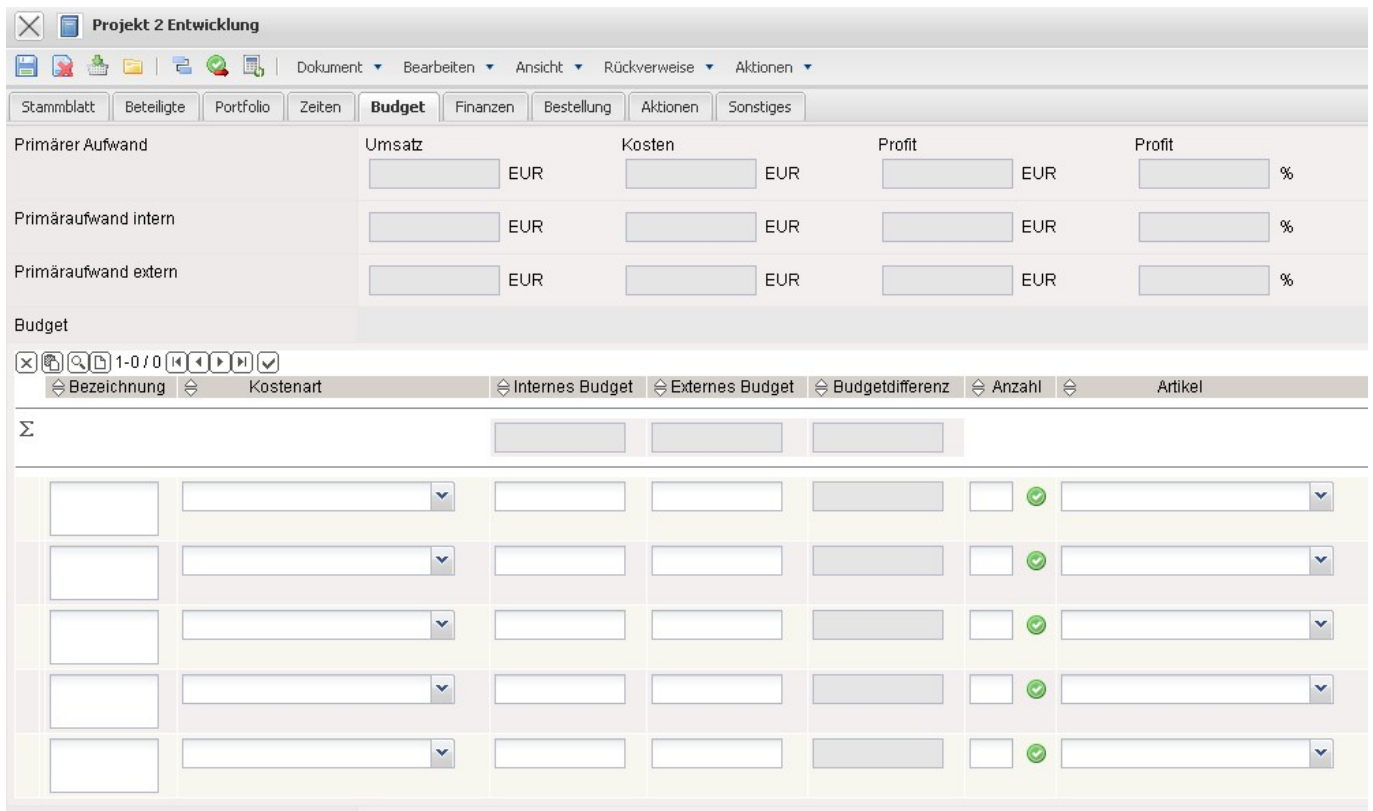 Projekt 2 Entwicklung
Dokument Bearbeiten Ansicht Rückverweise Aktionen
Stammblatt Beteiligte Portfolio Zeiten Budget Finanzen Bestellung Aktionen Sonstiges
Primärer Aufwand Umsatz Kosten Profit Profit
EUR EUR EUR %
Primäraufwand intern EUR EUR EUR %
Primäraufwand extern EUR EUR EUR %
Budget
1-0 / 0
Bezeichnung Kostenart Internes Budget Externes Budget Budgetdifferenz Anzahl Artikel
Σ